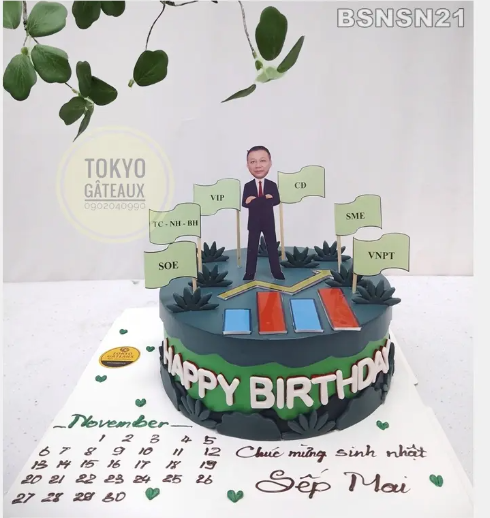 BSNSN21
TOKYO
GÂTEAUX
0902040990
VIP
CD
TC - NH - BH
SME
SOE
VNPT
HAPPY BIRTHDAY
TOKYO
GÂTEAUX
November
1 2 3 4 5
6 7 8 9 10 11 12
13 14 15 16 17 18 19
20 21 22 23 24 25 26
27 28 29 30
Chúc mừng sinh nhật
Sếp Mai